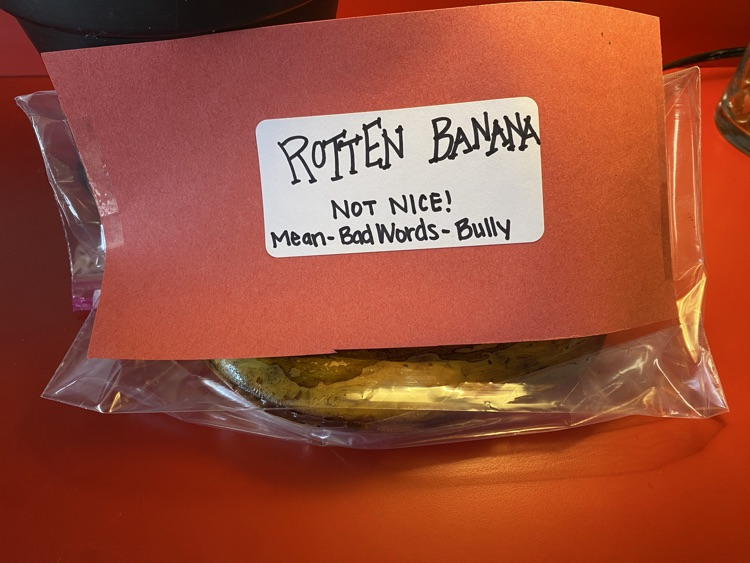 ROTTEN BANANA
NOT NICE!
Mean-Bad Words-Bully